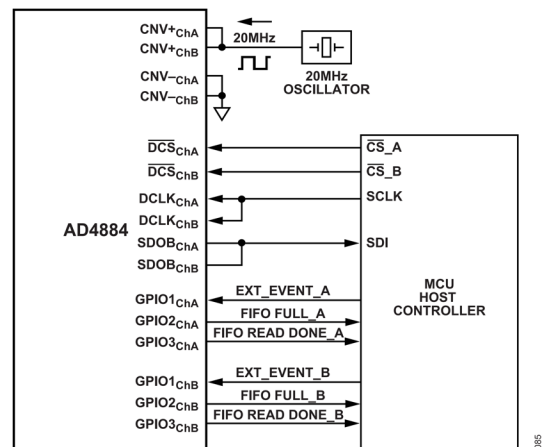 CNV+ChA
20MHz
CNV+ChB
CNV–ChA
20MHz
OSCILLATOR
CNV–ChB
DCSChA
CS_A
DCSChB
CS_B
DCLKChA
SCLK
DCLKChB
AD4884
SDOBChA
SDI
SDOBChB
MCU
HOST
CONTROLLER
GPIO1ChA
EXT_EVENT_A
GPIO2ChA
FIFO FULL_A
GPIO3ChA
FIFO READ DONE_A
GPIO1ChB
EXT_EVENT_B
GPIO2ChB
FIFO FULL_B
GPIO3ChB
FIFO READ DONE_B
085